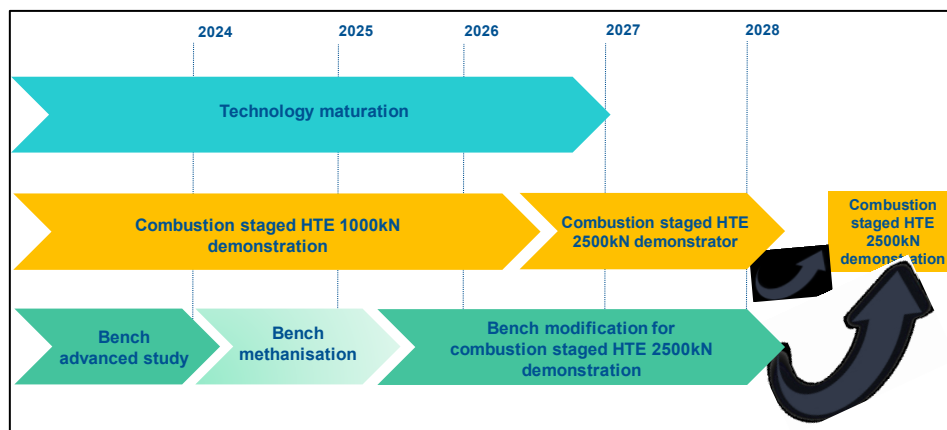 2024 2025 2026 2027 2028
Technology maturation
Combustion staged HTE 1000kN
demonstration
Combustion staged HTE
2500kN demonstrator
Combustion
staged HTE
2500kN
demonstration
Bench
advanced study
Bench
methanisation
Bench modification for
combustion staged HTE 2500kN
demonstration